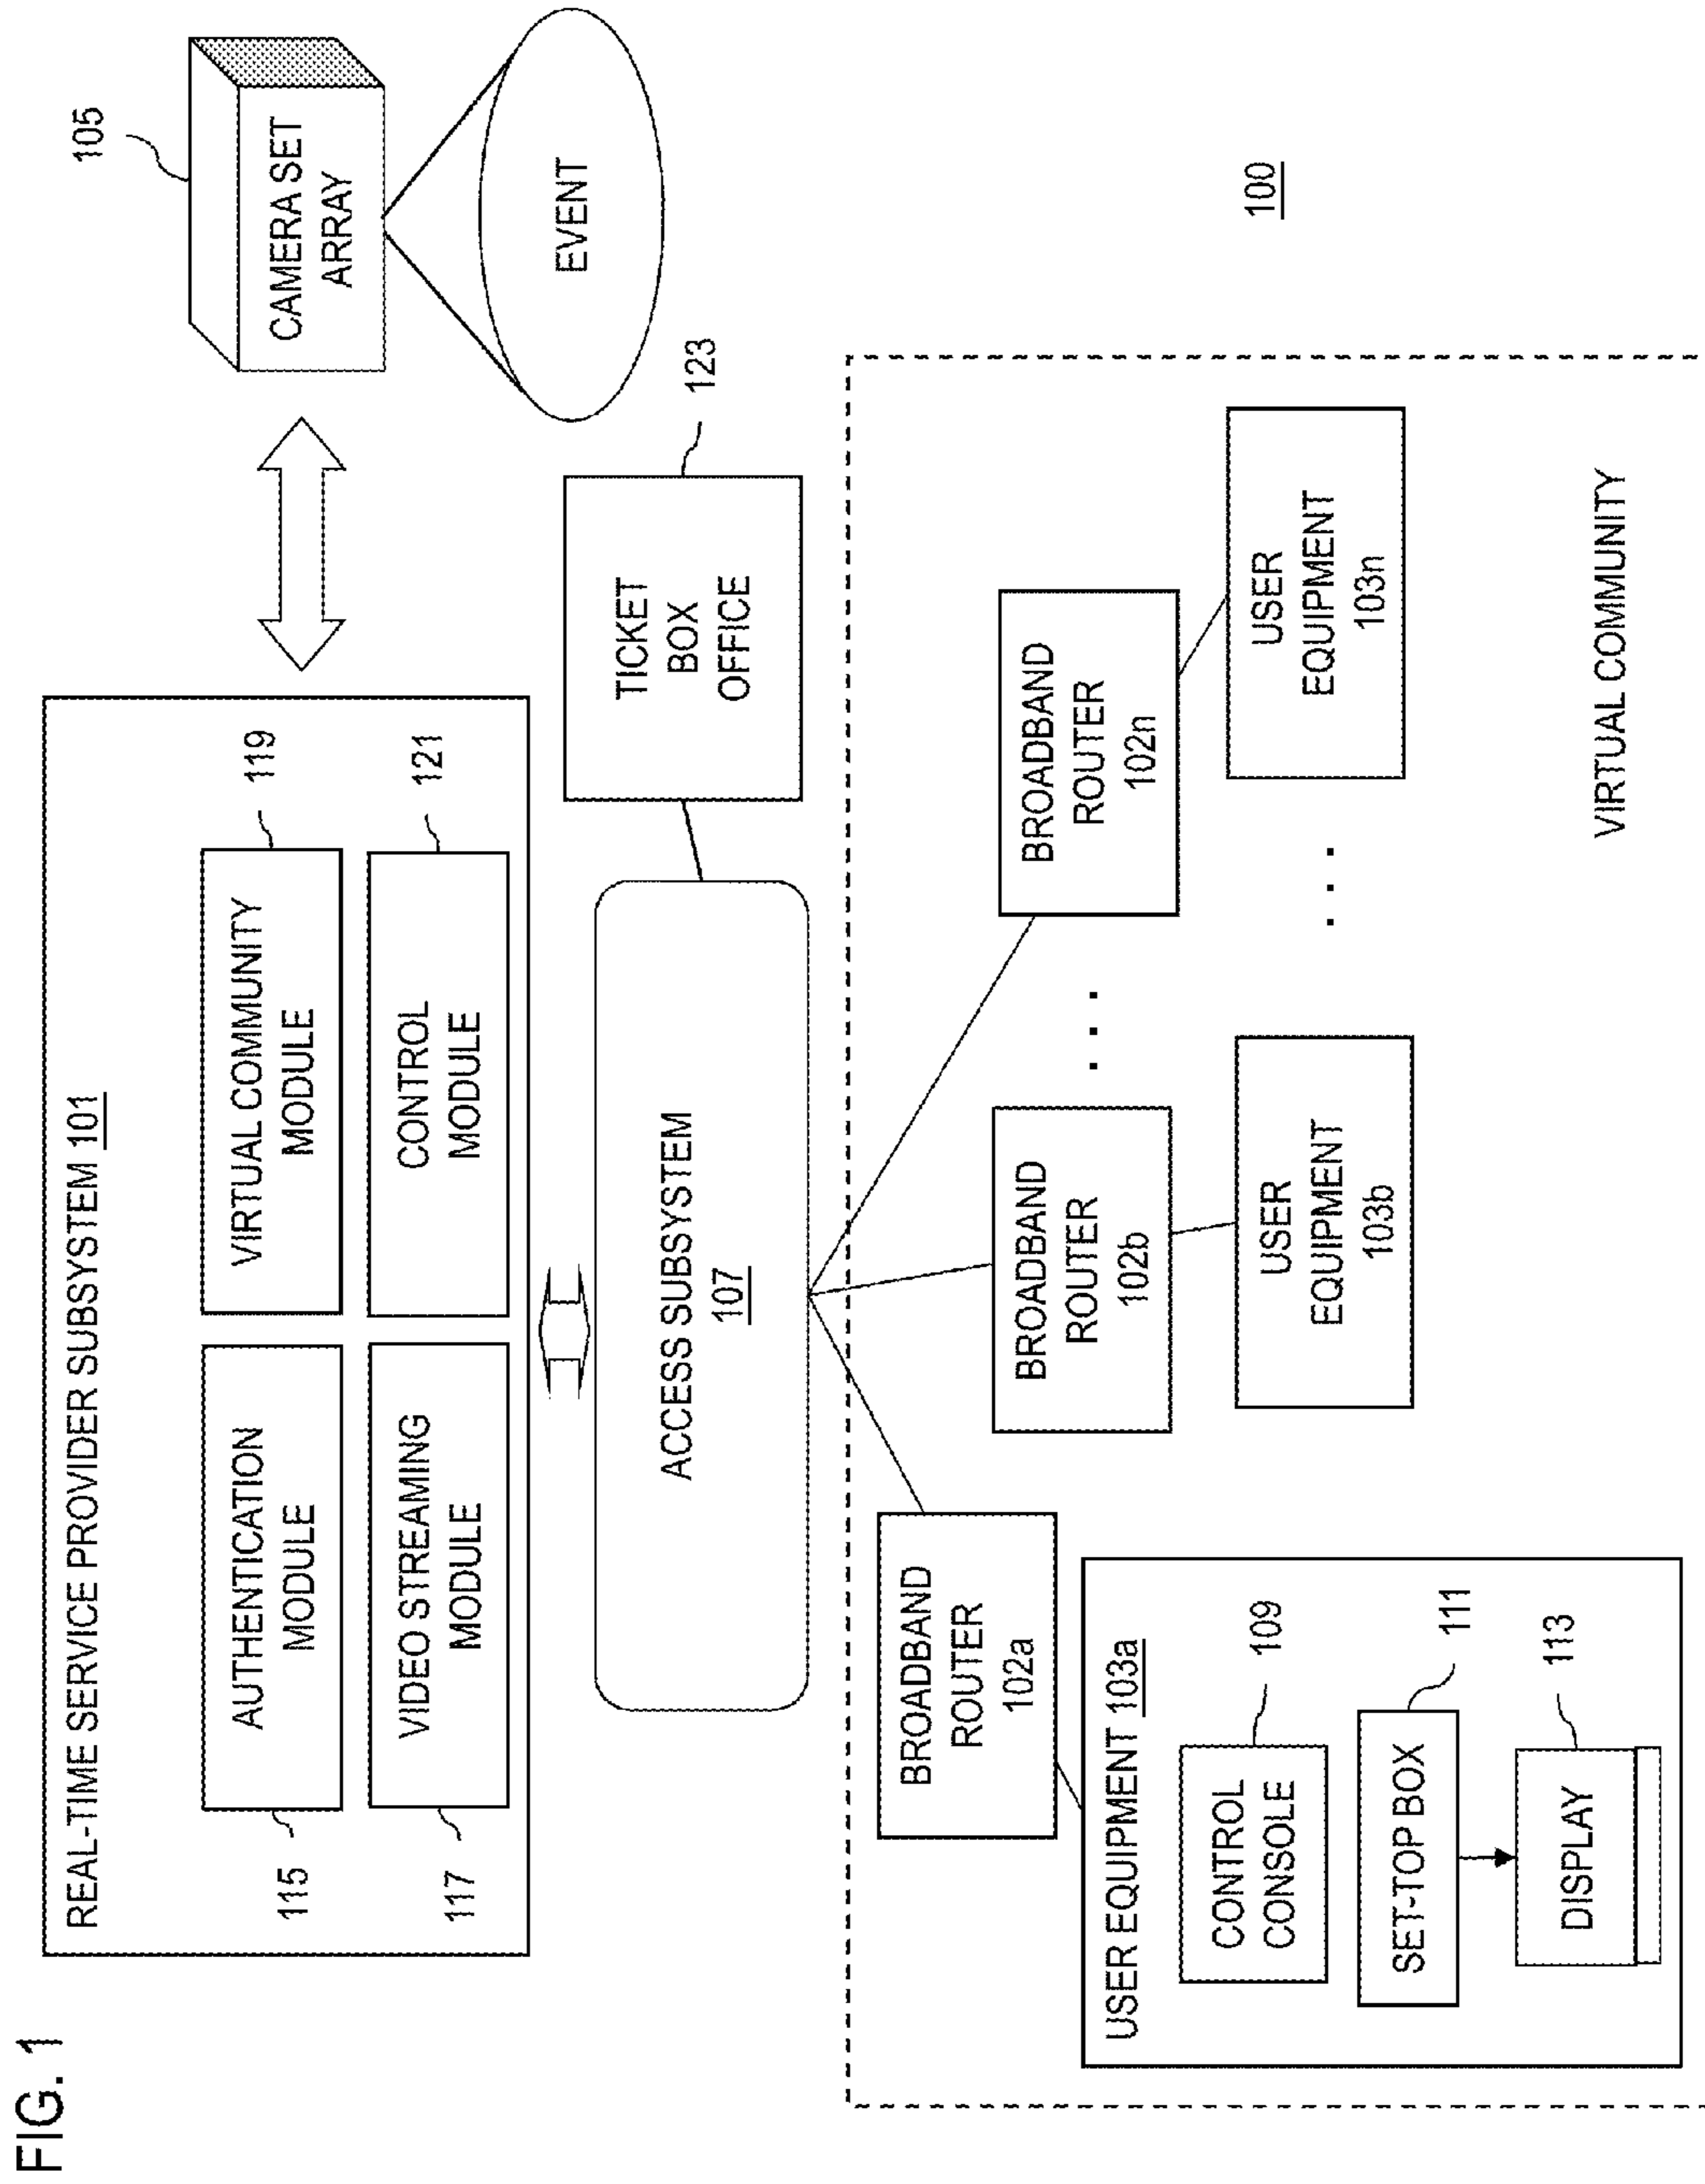 FIG. 1
REAL-TIME SERVICE PROVIDER SUBSYSTEM 101
AUTHENTICATION
MODULE
115
VIRTUAL COMMUNITY
MODULE
119
VIDEO STREAMING
MODULE
117
CONTROL
MODULE
121
105
CAMERA SET
ARRAY
EVENT
ACCESS SUBSYSTEM
107
TICKET
BOX
OFFICE
123
BROADBAND
ROUTER
102a
BROADBAND
ROUTER
102b
. . .
BROADBAND
ROUTER
102n
USER EQUIPMENT 103a
CONTROL
CONSOLE
109
SET-TOP BOX
111
DISPLAY
113
USER
EQUIPMENT
103b
. . .
USER
EQUIPMENT
103n
VIRTUAL COMMUNITY
100